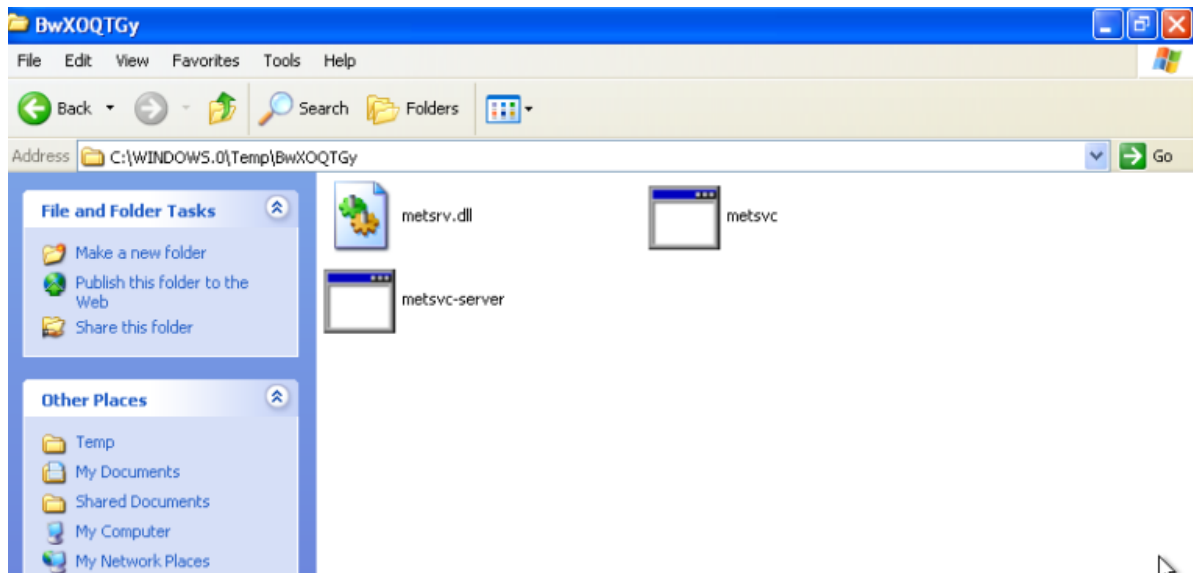 BwXOQTGy
File Edit View Favorites Tools Help
Back Search Folders
Address C:\WINDOWS.0\Temp\BwXOQTGy Go
File and Folder Tasks
Make a new folder
Publish this folder to the
Web
Share this folder
Other Places
Temp
My Documents
Shared Documents
My Computer
My Network Places
metsrv.dll metsvc
metsvc-server